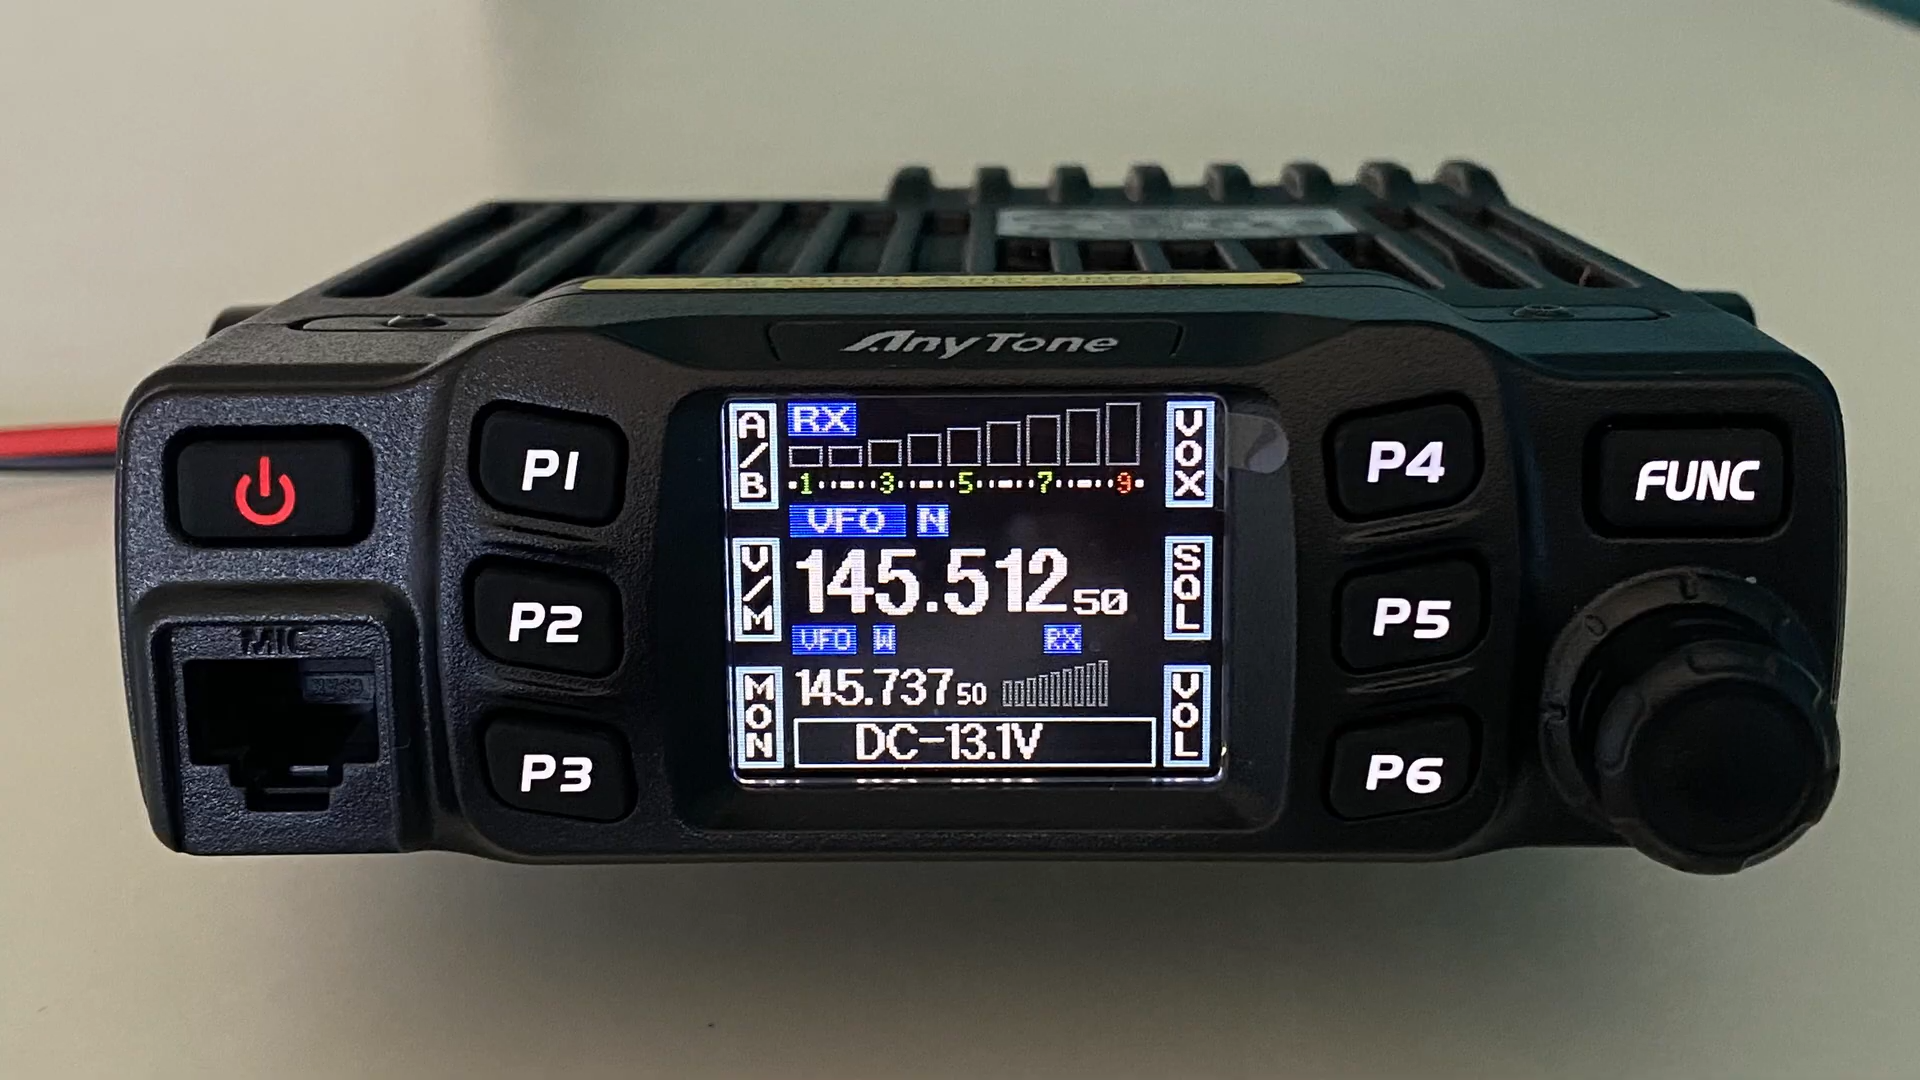 AnyTone
P1
P2
P3
MIC
A/B
V/M
MON
RX
1 3 5 7 9
VFO N
145.512 50
VFO W RX
145.737 50
DC-13.1V
VOX
SQL
VOL
P4
P5
P6
FUNC